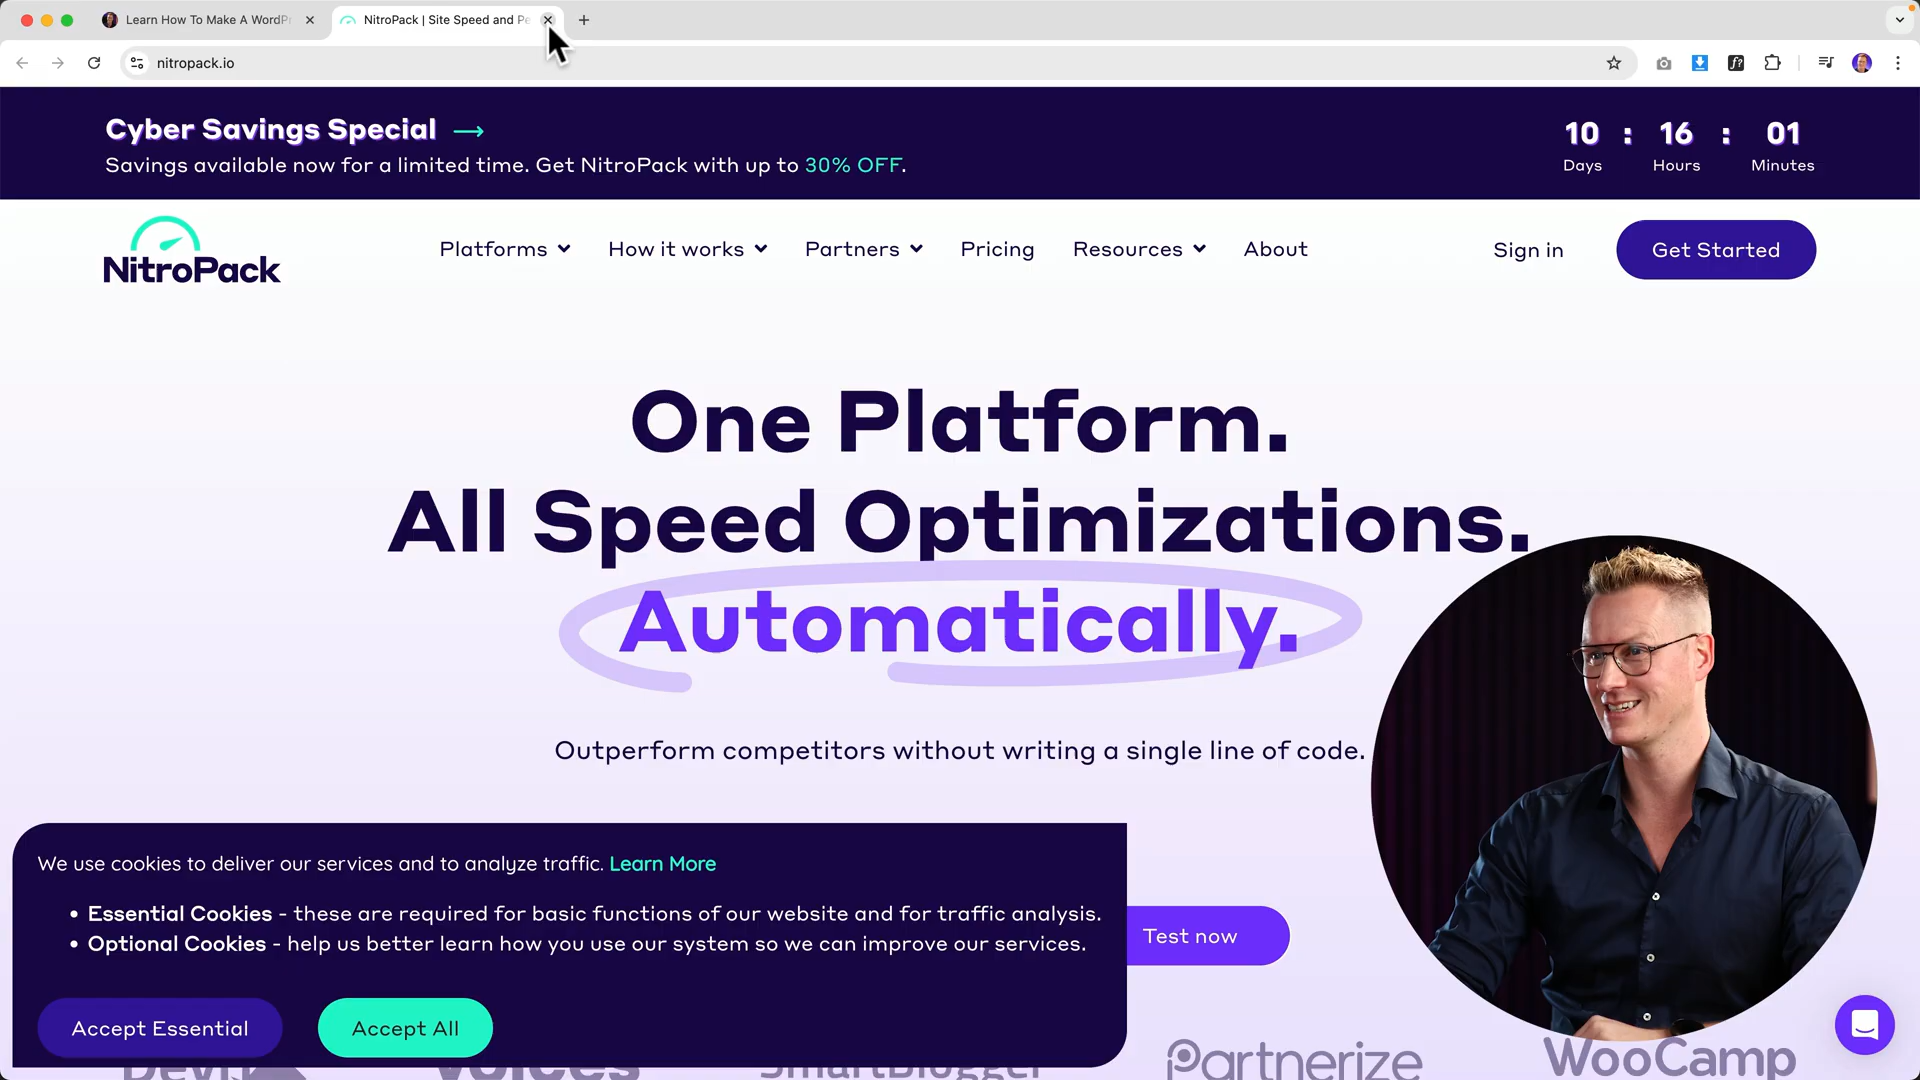 Learn How To Make A WordPr
NitroPack | Site Speed and Pe
nitropack.io
Cyber Savings Special →
Savings available now for a limited time. Get NitroPack with up to 30% OFF.
10 : 16 : 01
Days Hours Minutes
NitroPack
Platforms
How it works
Partners
Pricing
Resources
About
Sign in
Get Started
One Platform.
All Speed Optimizations.
Automatically.
Outperform competitors without writing a single line of code.
We use cookies to deliver our services and to analyze traffic. Learn More
• Essential Cookies - these are required for basic functions of our website and for traffic analysis.
• Optional Cookies - help us better learn how you use our system so we can improve our services.
Test now
Accept Essential
Accept All
Partnerize
WooCamp